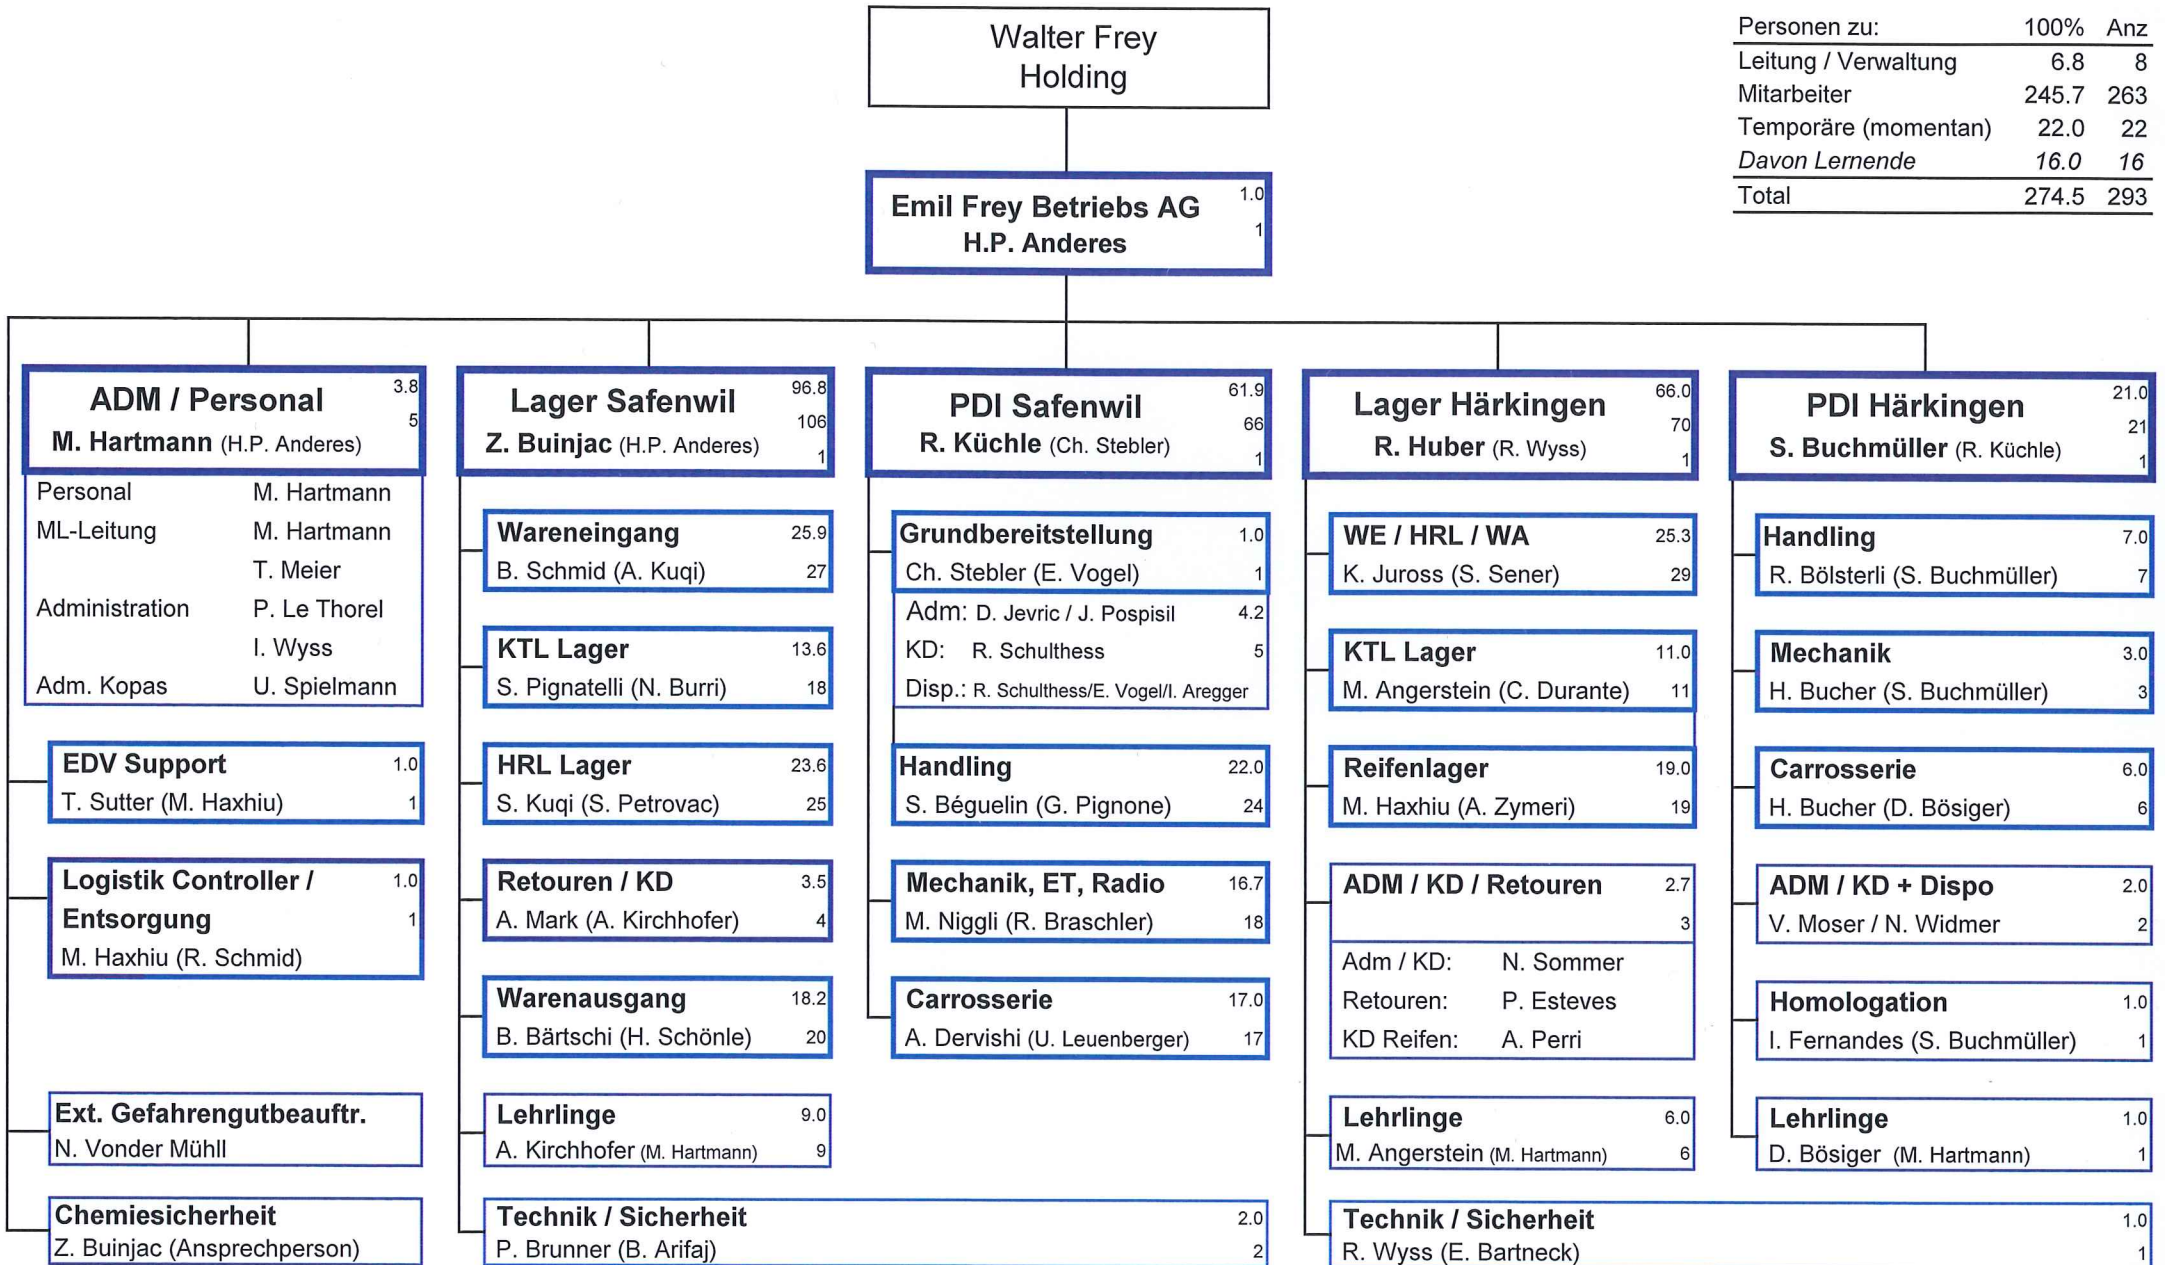 Walter Frey
Holding
Personen zu: 100% Anz
Leitung / Verwaltung 6.8 8
Mitarbeiter 245.7 263
Temporäre (momentan) 22.0 22
Davon Lernende 16.0 16
Total 274.5 293
Emil Frey Betriebs AG 1.0
H.P. Anderes 1
ADM / Personal 3.8
5
M. Hartmann (H.P. Anderes)
Personal M. Hartmann
ML-Leitung M. Hartmann
T. Meier
Administration P. Le Thorel
I. Wyss
Adm. Kopas U. Spielmann
EDV Support 1.0
T. Sutter (M. Haxhiu) 1
Logistik Controller / 1.0
Entsorgung 1
M. Haxhiu (R. Schmid)
Ext. Gefahrengutbeauftr.
N. Vonder Mühll
Chemiesicherheit
Z. Buinjac (Ansprechperson)
Lager Safenwil 96.8
106
Z. Buinjac (H.P. Anderes) 1
Wareneingang 25.9
B. Schmid (A. Kuqi) 27
KTL Lager 13.6
S. Pignatelli (N. Burri) 18
HRL Lager 23.6
S. Kuqi (S. Petrovac) 25
Retouren / KD 3.5
A. Mark (A. Kirchhofer) 4
Warenausgang 18.2
B. Bärtschi (H. Schönle) 20
Lehrlinge 9.0
A. Kirchhofer (M. Hartmann) 9
Technik / Sicherheit 2.0
P. Brunner (B. Arifaj) 2
PDI Safenwil 61.9
66
R. Küchle (Ch. Stebler) 1
Grundbereitstellung 1.0
Ch. Stebler (E. Vogel) 1
Adm: D. Jevric / J. Pospisil 4.2
KD: R. Schulthess 5
Disp.: R. Schulthess/E. Vogel/I. Aregger
Handling 22.0
S. Béguelin (G. Pignone) 24
Mechanik, ET, Radio 16.7
M. Niggli (R. Braschler) 18
Carrosserie 17.0
A. Dervishi (U. Leuenberger) 17
Lager Härkingen 66.0
70
R. Huber (R. Wyss) 1
WE / HRL / WA 25.3
K. Juross (S. Sener) 29
KTL Lager 11.0
M. Angerstein (C. Durante) 11
Reifenlager 19.0
M. Haxhiu (A. Zymeri) 19
ADM / KD / Retouren 2.7
3
Adm / KD: N. Sommer
Retouren: P. Esteves
KD Reifen: A. Perri
Lehrlinge 6.0
M. Angerstein (M. Hartmann) 6
Technik / Sicherheit 1.0
R. Wyss (E. Bartneck) 1
PDI Härkingen 21.0
21
S. Buchmüller (R. Küchle) 1
Handling 7.0
R. Bölsterli (S. Buchmüller) 7
Mechanik 3.0
H. Bucher (S. Buchmüller) 3
Carrosserie 6.0
H. Bucher (D. Bösiger) 6
ADM / KD + Dispo 2.0
V. Moser / N. Widmer 2
Homologation 1.0
I. Fernandes (S. Buchmüller) 1
Lehrlinge 1.0
D. Bösiger (M. Hartmann) 1